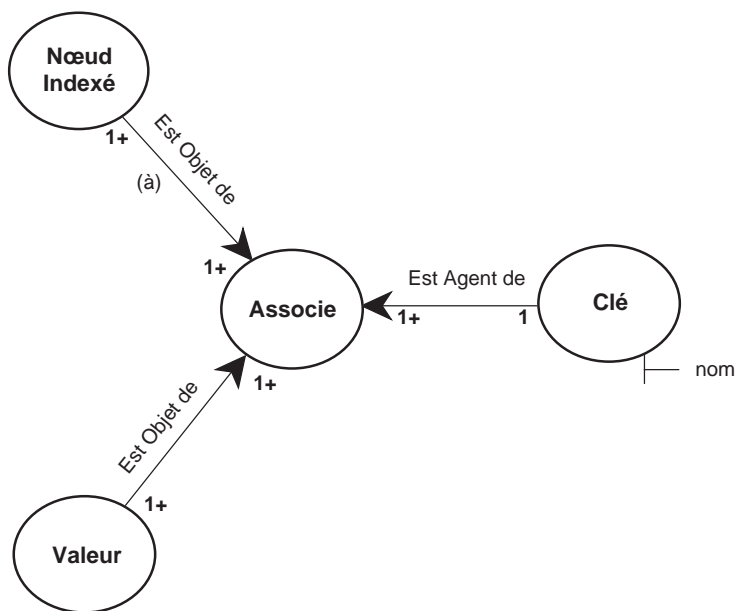 Nœud
Indexé
1+
Est Objet de
(à)
1+
Associe
Est Agent de
1+
1
Clé
nom
1+
Est Objet de
1+
Valeur